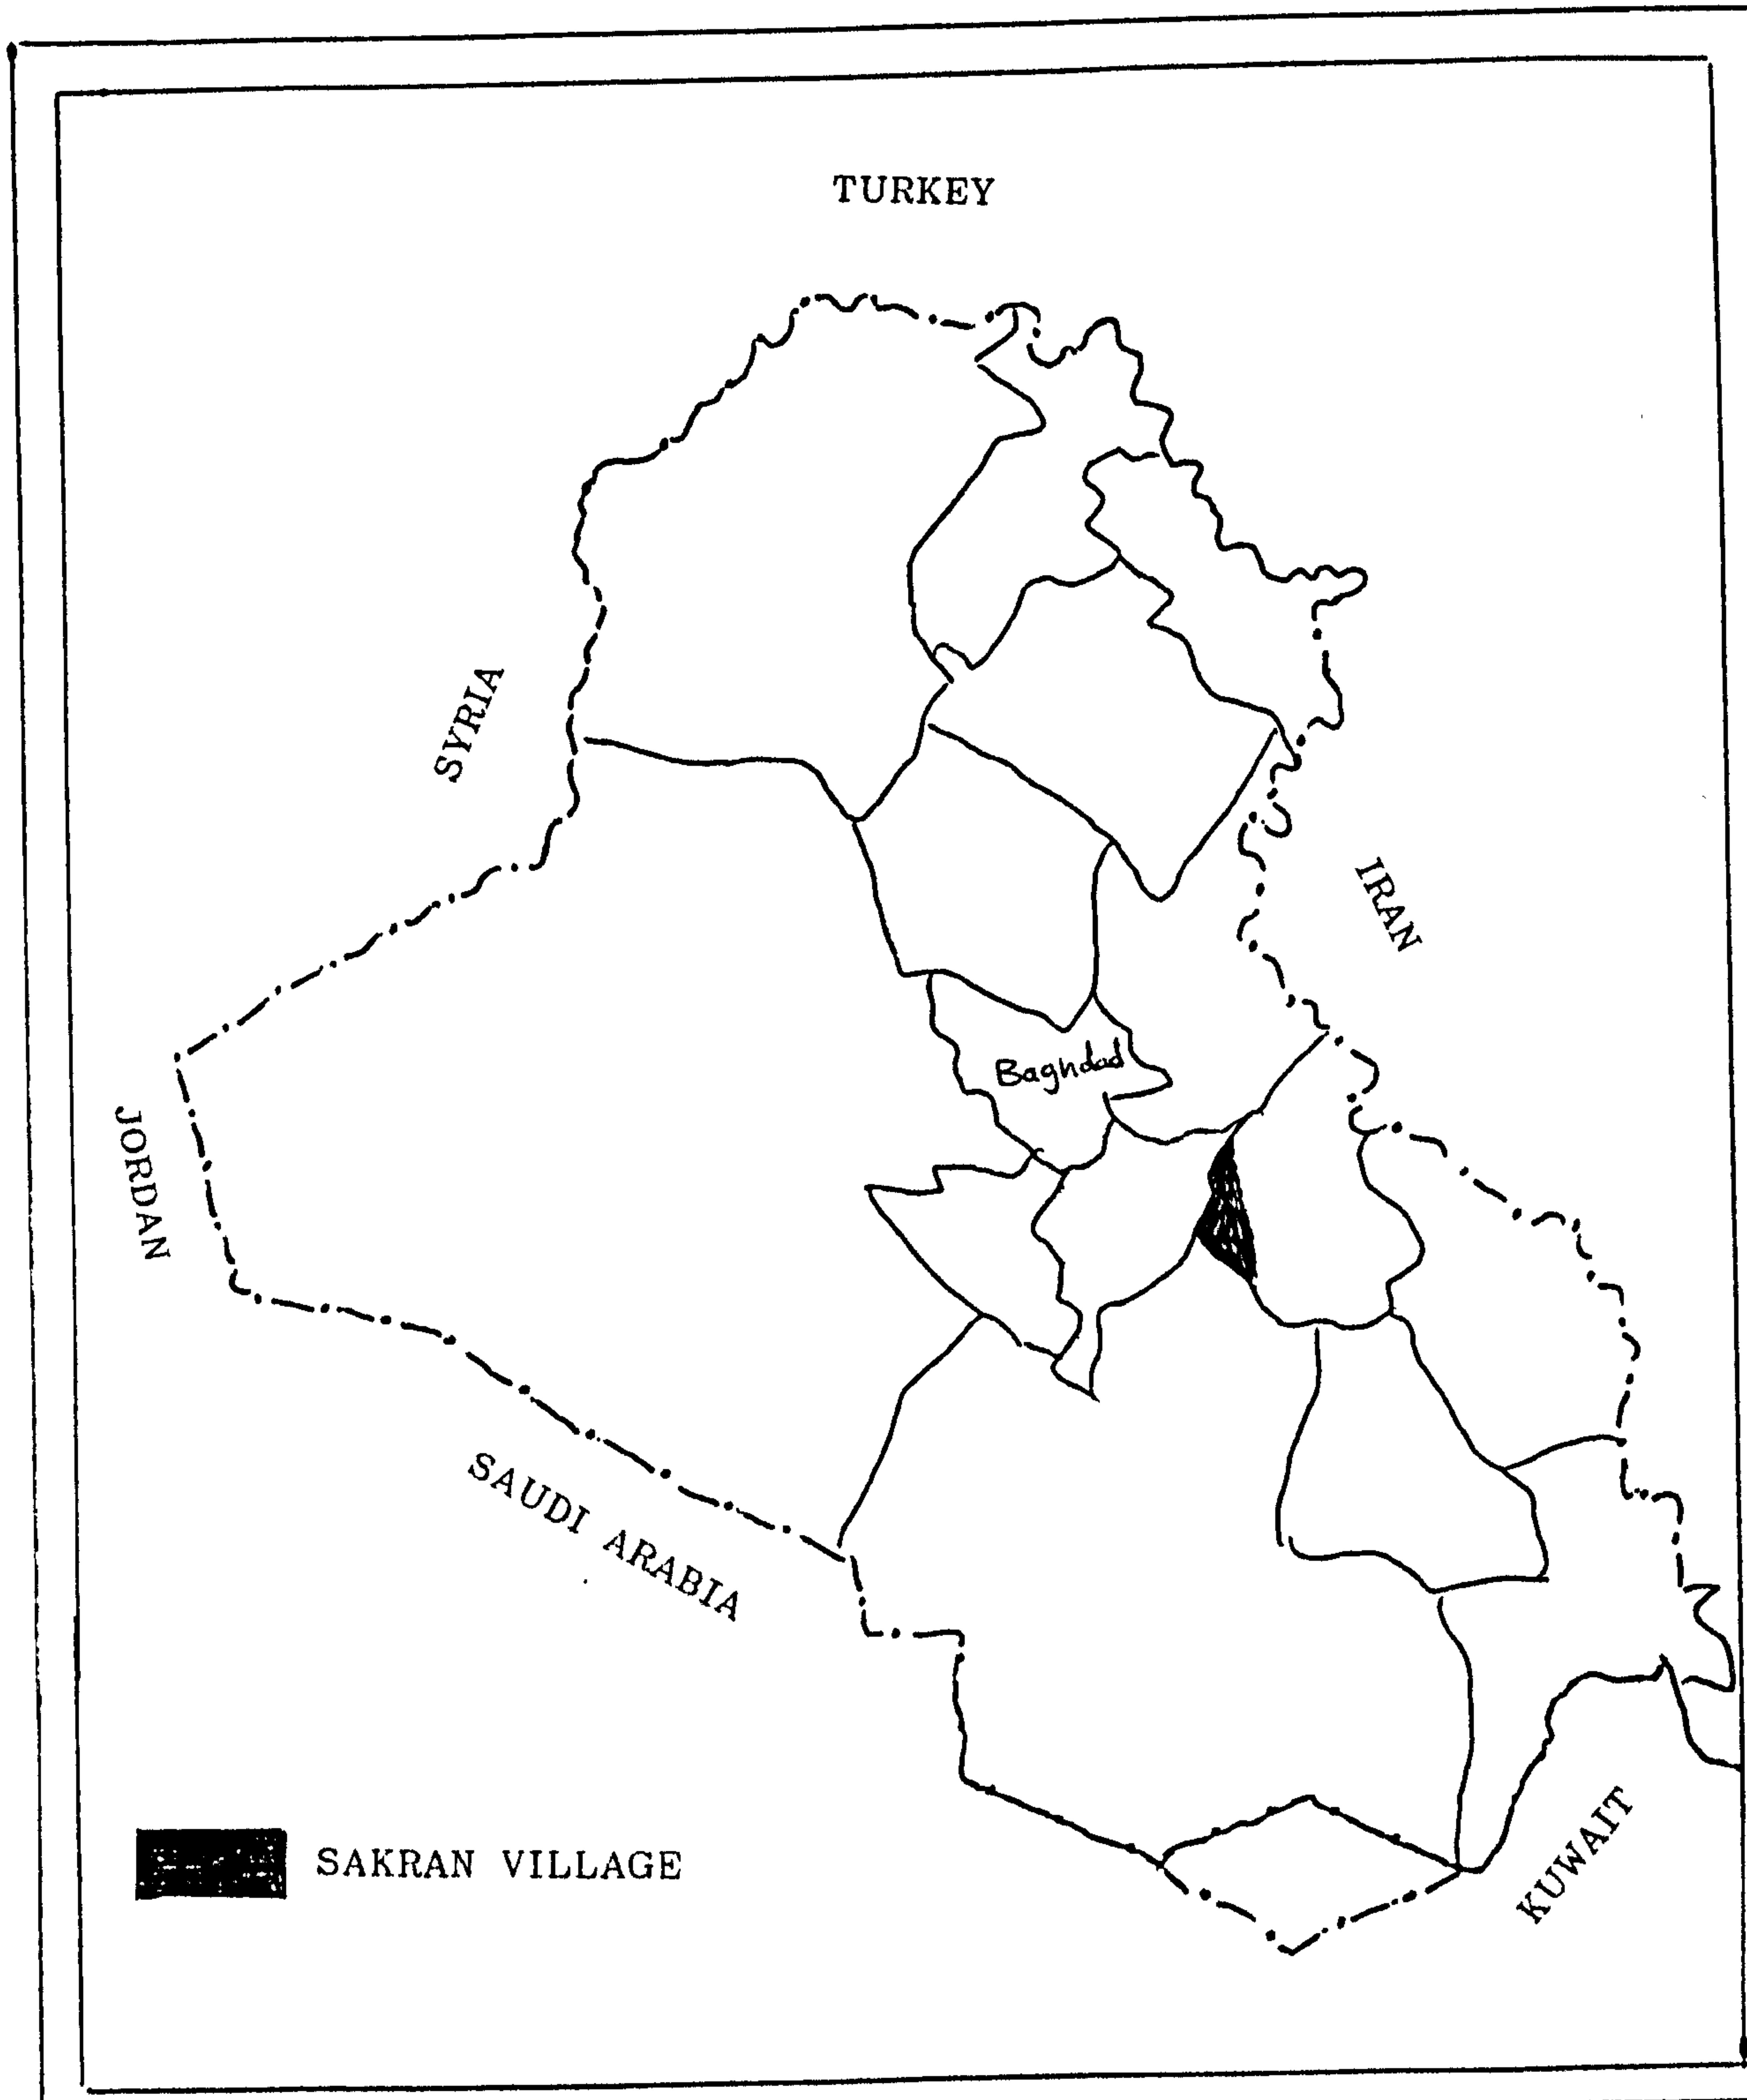 TURKEY
SYRIA
IRAN
Baghdad
JORDAN
SAUDI ARABIA
KUWAIT
SAKRAN VILLAGE